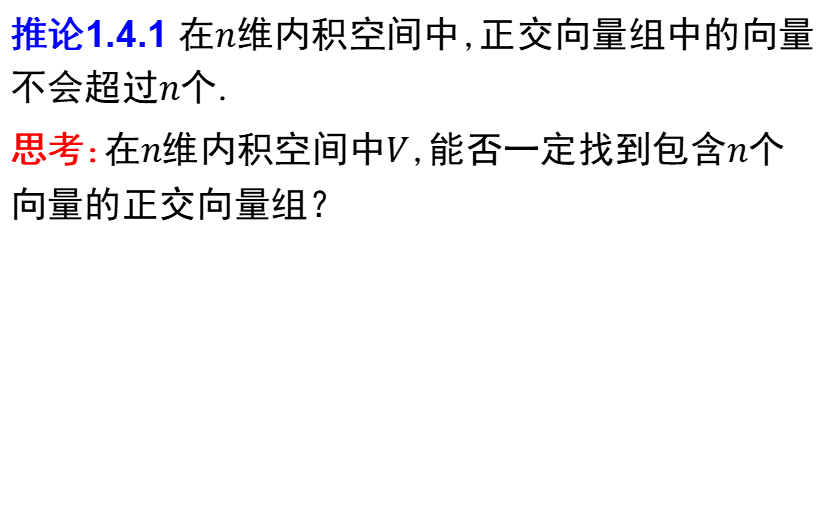 推论1.4.1 在n维内积空间中,正交向量组中的向量
不会超过n个.
思考:在n维内积空间中V,能否一定找到包含n个
向量的正交向量组?